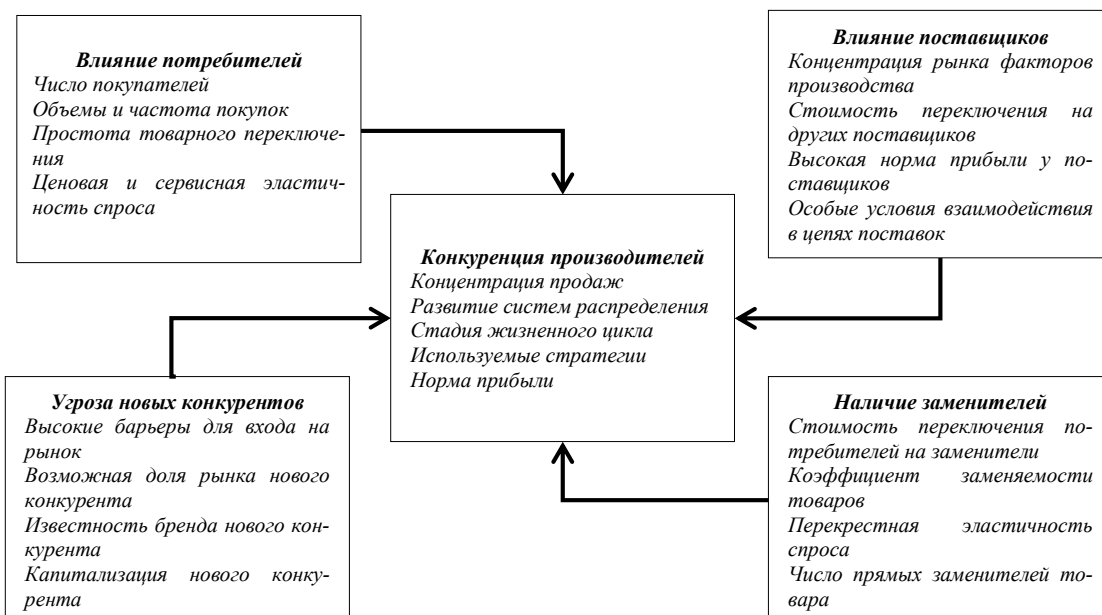 Влияние потребителей
Число покупателей
Объемы и частота покупок
Простота товарного переключе-
ния
Ценовая и сервисная эластич-
ность спроса
Влияние поставщиков
Концентрация рынка факторов
производства
Стоимость переключения на
других поставщиков
Высокая норма прибыли у по-
ставщиков
Особые условия взаимодействия
в цепях поставок
Конкуренция производителей
Концентрация продаж
Развитие систем распределения
Стадия жизненного цикла
Используемые стратегии
Норма прибыли
Угроза новых конкурентов
Высокие барьеры для входа на
рынок
Возможная доля рынка нового
конкурента
Известность бренда нового кон-
курента
Капитализация нового конку-
рента
Наличие заменителей
Стоимость переключения по-
требителей на заменители
Коэффициент заменяемости
товаров
Перекрестная эластичность
спроса
Число прямых заменителей то-
вара